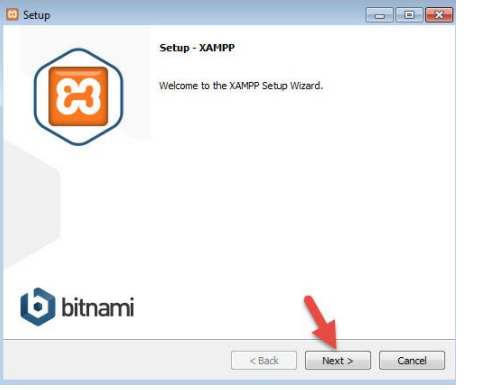 Setup
Setup - XAMPP
Welcome to the XAMPP Setup Wizard.
bitnami
< Back
Next >
Cancel